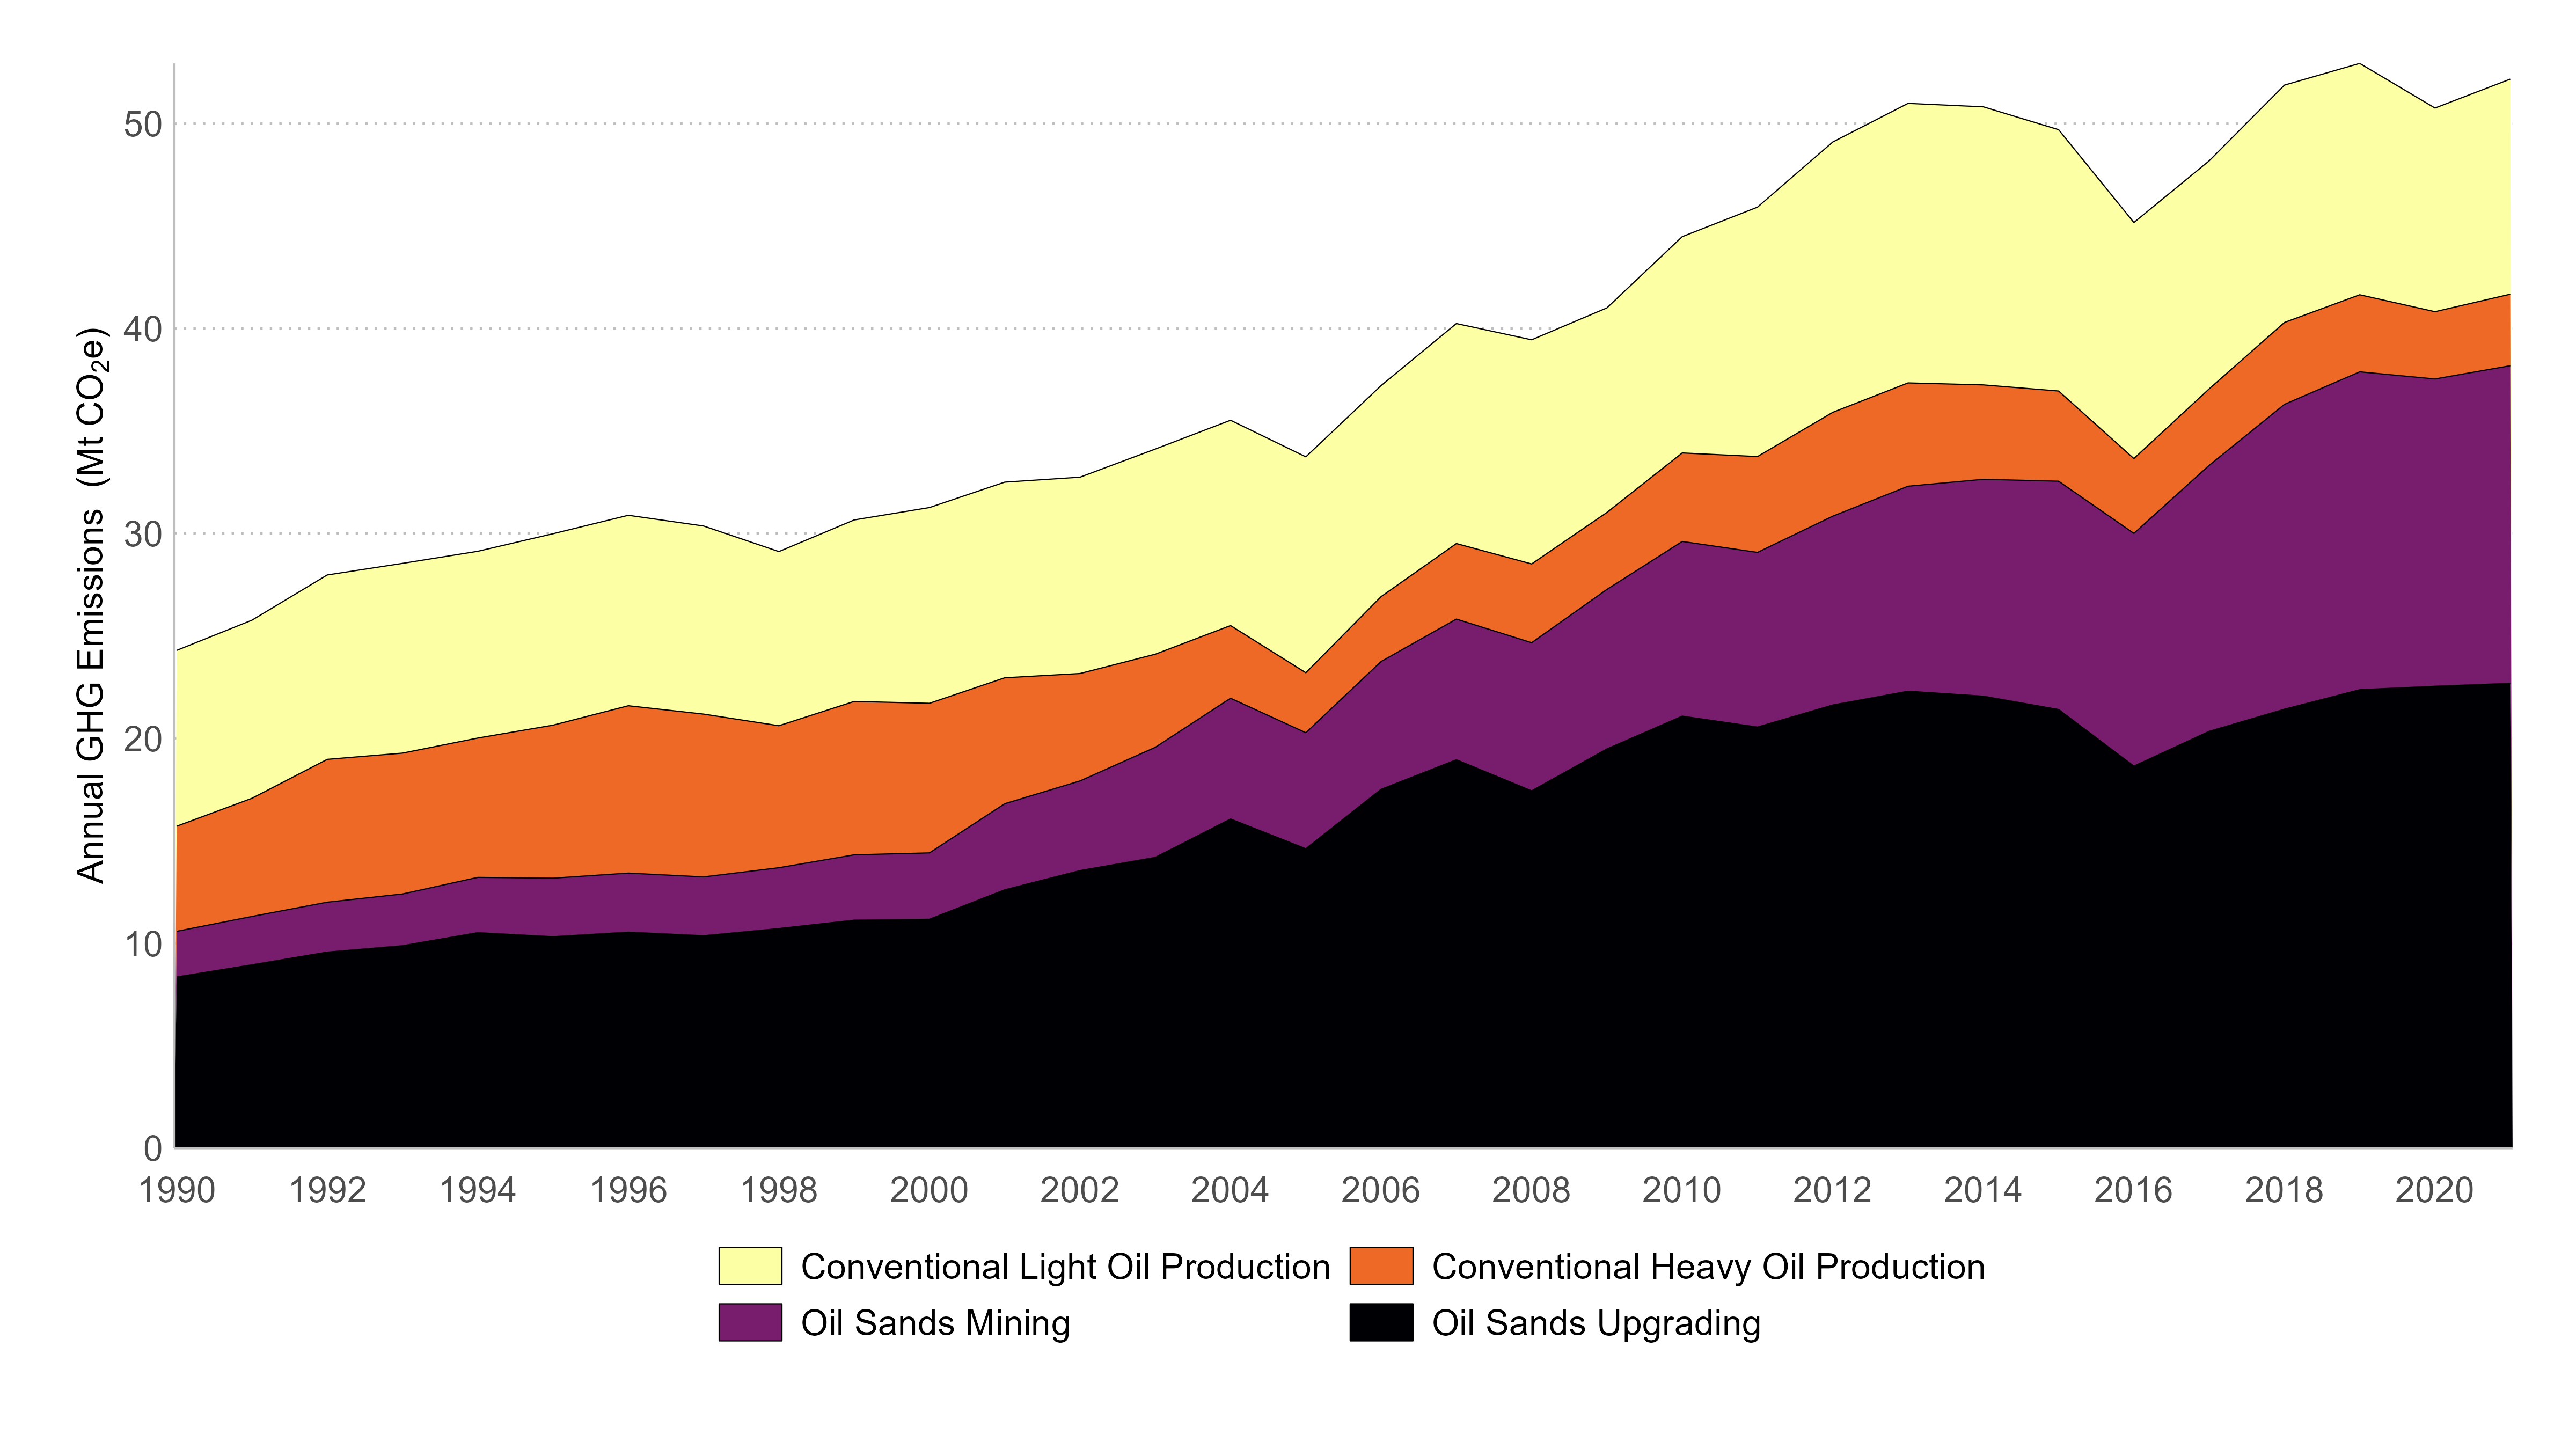 Annual GHG Emissions (Mt CO₂e)
50
40
30
20
10
0
1990 1992 1994 1996 1998 2000 2002 2004 2006 2008 2010 2012 2014 2016 2018 2020
Conventional Light Oil Production Conventional Heavy Oil Production
Oil Sands Mining Oil Sands Upgrading